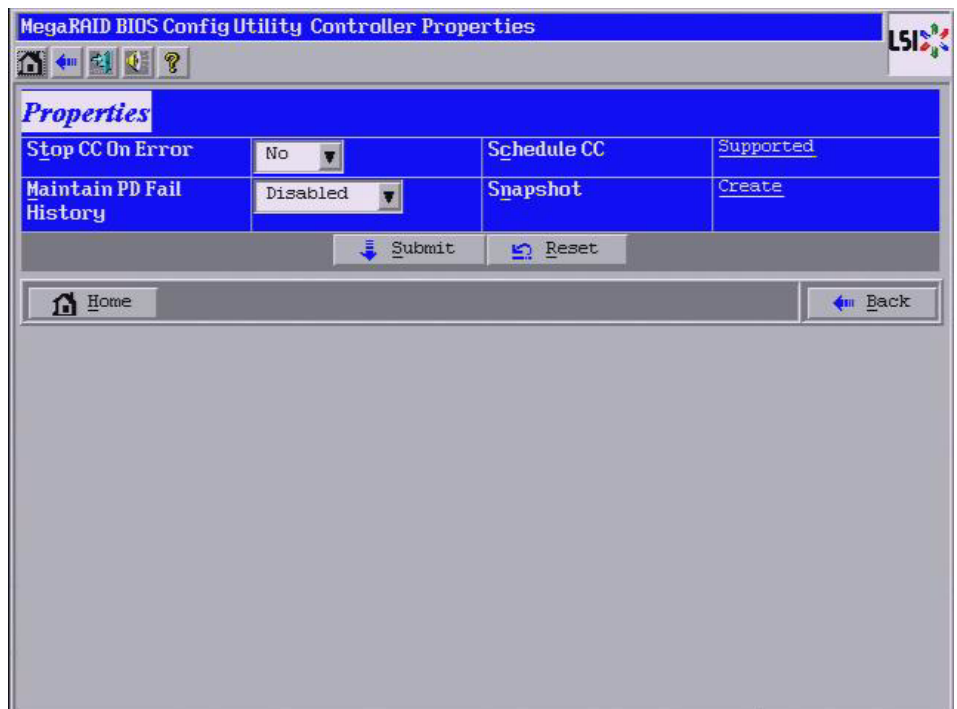 MegaRAID BIOS Config Utility Controller Properties
LSI
?
Properties
Stop CC On Error
No
Schedule CC
Supported
Maintain PD Fail History
Disabled
Snapshot
Create
Submit
Reset
Home
Back